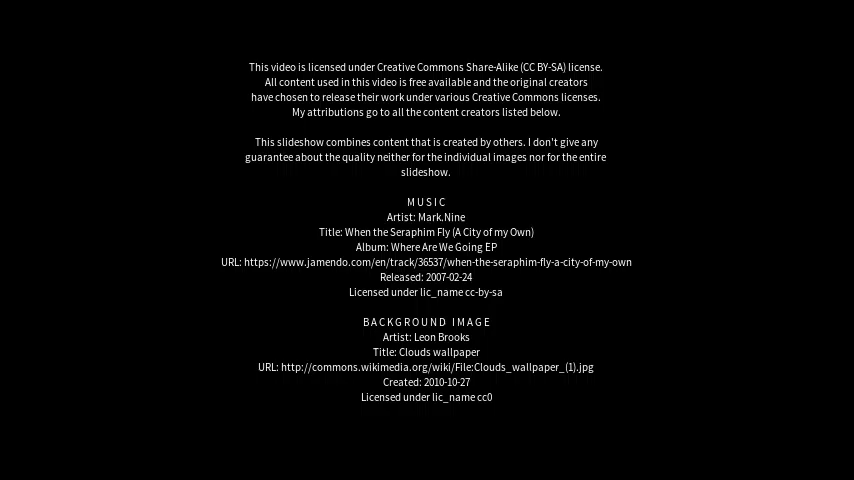 This video is licensed under Creative Commons Share-Alike (CC BY-SA) license.
All content used in this video is free available and the original creators
have chosen to release their work under various Creative Commons licenses.
My attributions go to all the content creators listed below.
This slideshow combines content that is created by others. I don't give any
guarantee about the quality neither for the individual images nor for the entire
slideshow.
MUSIC
Artist: Mark.Nine
Title: When the Seraphim Fly (A City of my Own)
Album: Where Are We Going EP
URL: https://www.jamendo.com/en/track/36537/when-the-seraphim-fly-a-city-of-my-own
Released: 2007-02-24
Licensed under lic_name cc-by-sa
BACKGROUND IMAGE
Artist: Leon Brooks
Title: Clouds wallpaper
URL: http://commons.wikimedia.org/wiki/File:Clouds_wallpaper_(1).jpg
Created: 2010-10-27
Licensed under lic_name cc0